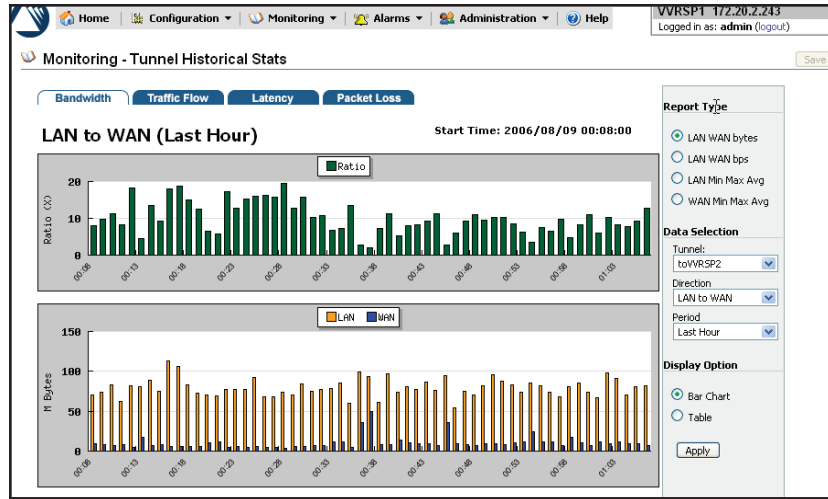 Home | Configuration | Monitoring | Alarms | Administration | Help
VVRSP1 172.20.2.243
Logged in as: admin (logout)
Monitoring - Tunnel Historical Stats
Save
Bandwidth Traffic Flow Latency Packet Loss
LAN to WAN (Last Hour)
Start Time: 2006/08/09 00:08:00
Ratio
Ratio (X)
20
10
0
00:08 00:13 00:18 00:23 00:28 00:33 00:38 00:43 00:48 00:53 00:58 01:03
LAN WAN
M Bytes
150
100
50
0
00:08 00:13 00:18 00:23 00:28 00:33 00:38 00:43 00:48 00:53 00:58 01:03
Report Type
LAN WAN bytes
LAN WAN bps
LAN Min Max Avg
WAN Min Max Avg
Data Selection
Tunnel:
toVVRSP2
Direction
LAN to WAN
Period
Last Hour
Display Option
Bar Chart
Table
Apply